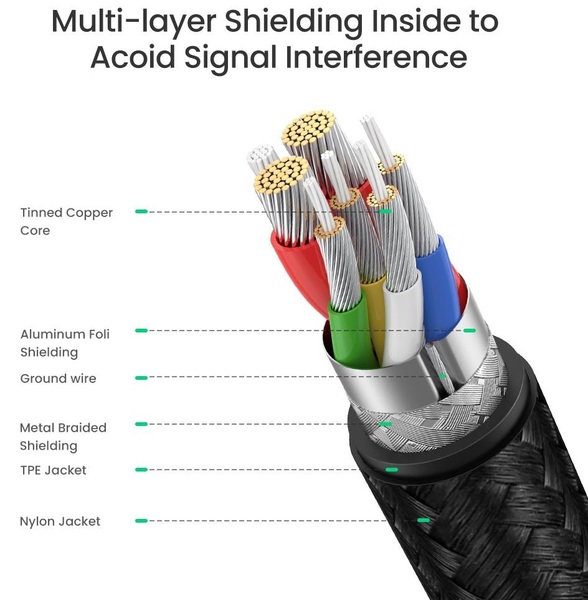 Multi-layer Shielding Inside to
Acoid Signal Interference
Tinned Copper
Core
Aluminum Foli
Shielding
Ground wire
Metal Braided
Shielding
TPE Jacket
Nylon Jacket